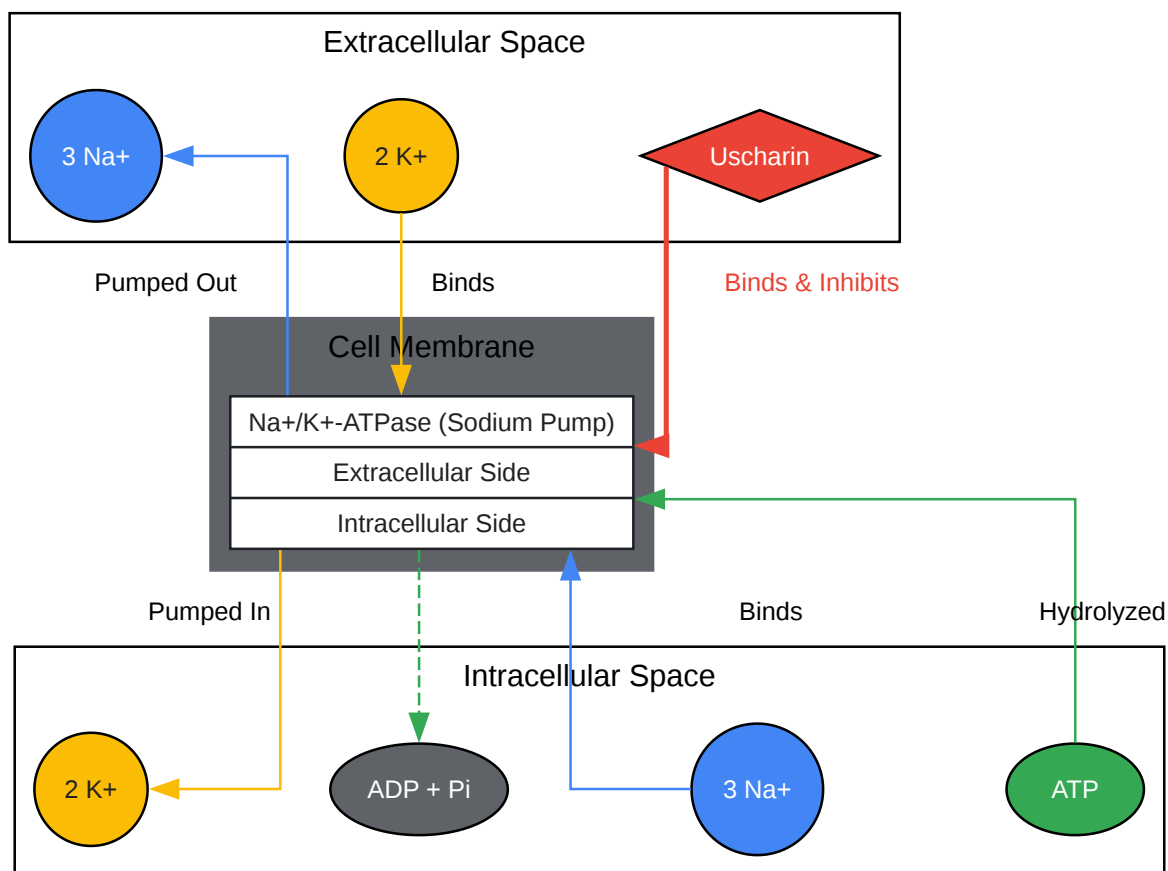 Extracellular Space
3 Na+
2 K+
Uscharin
Pumped Out
Binds
Binds & Inhibits
Cell Membrane
Na+/K+-ATPase (Sodium Pump)
Extracellular Side
Intracellular Side
Pumped In
Binds
Hydrolyzed
Intracellular Space
2 K+
ADP + Pi
3 Na+
ATP